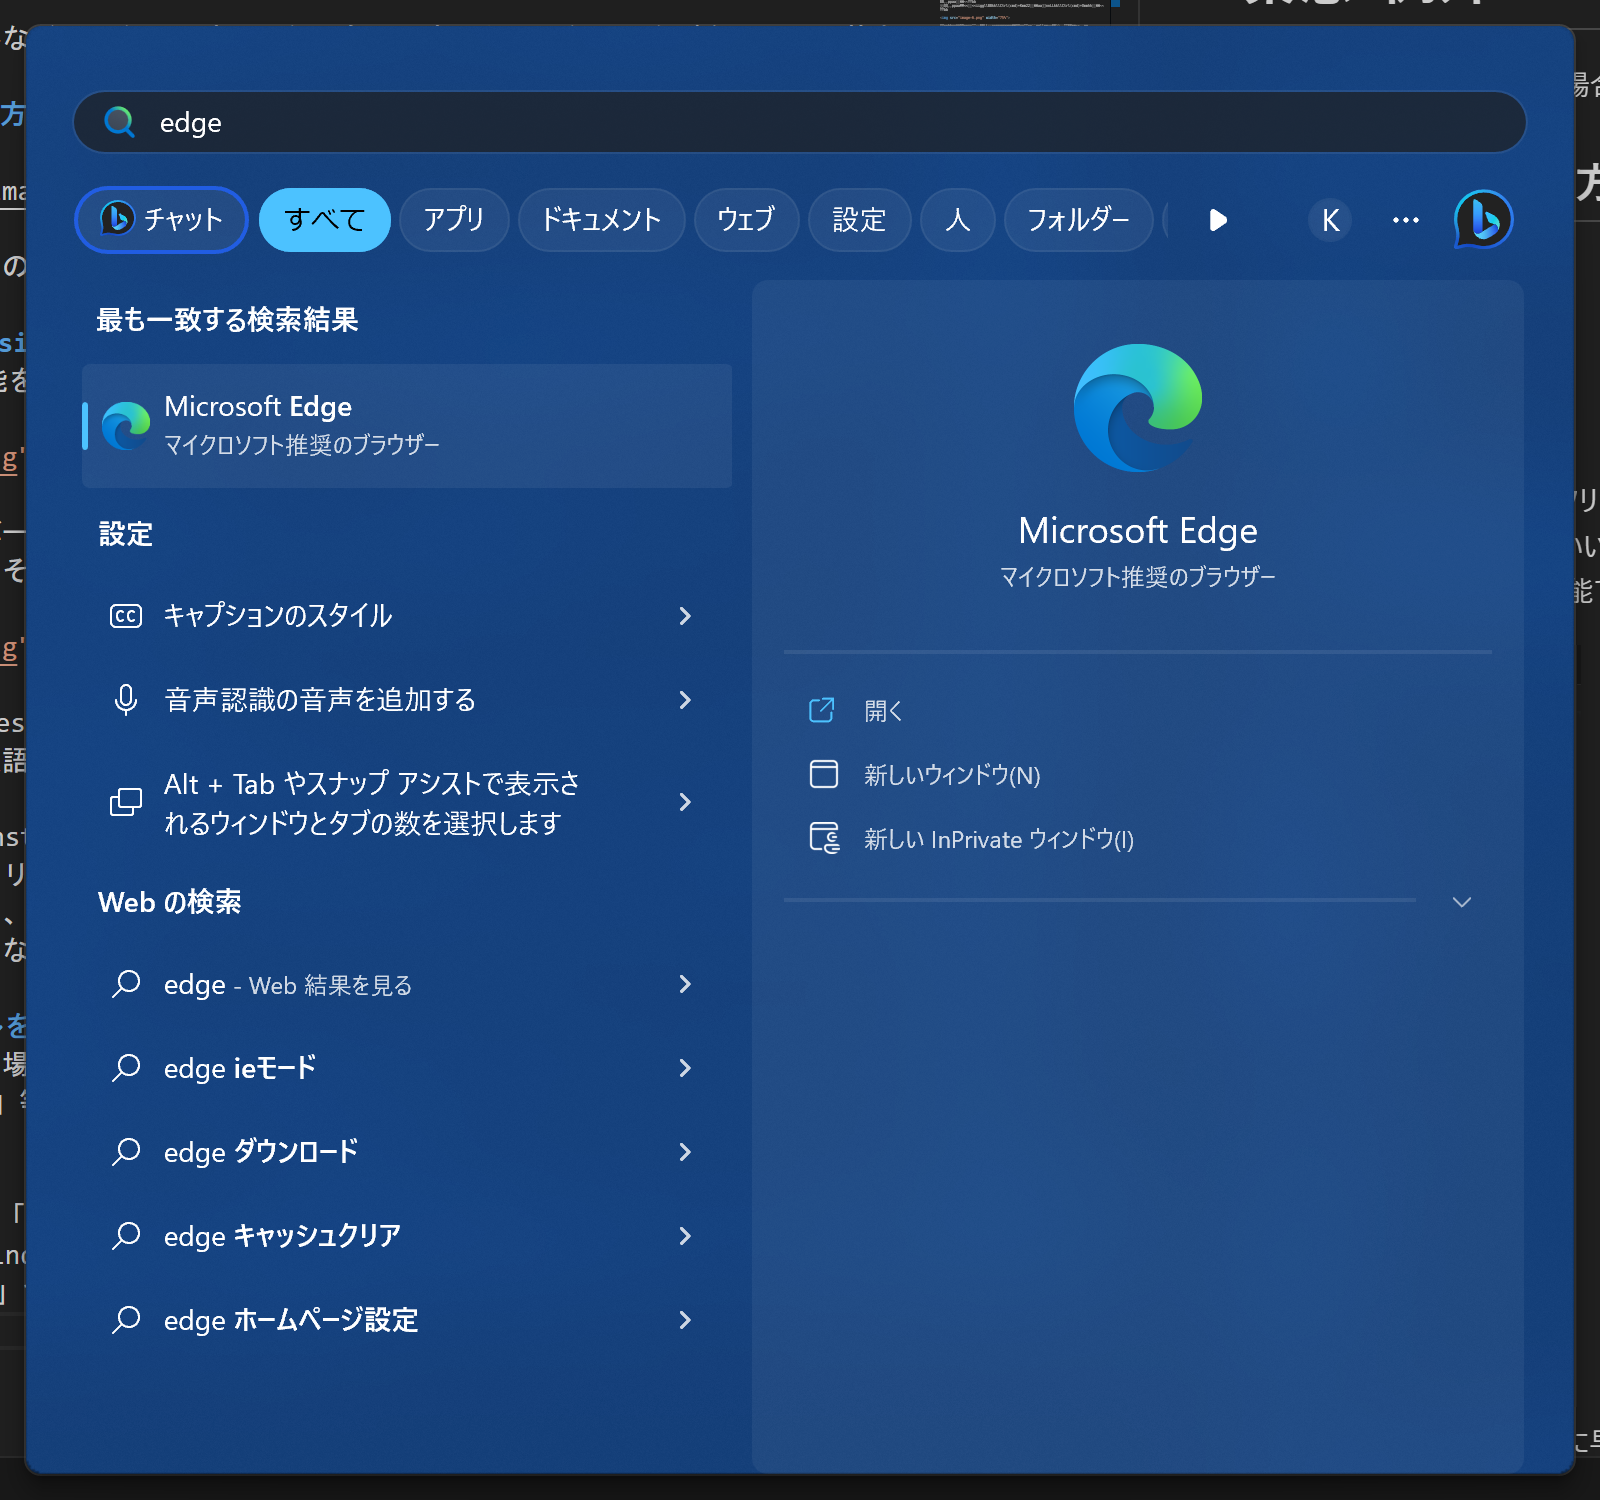 edge
チャット
すべて
アプリ
ドキュメント
ウェブ
設定
人
フォルダー
K
最も一致する検索結果
Microsoft Edge
マイクロソフト推奨のブラウザー
設定
キャプションのスタイル
音声認識の音声を追加する
Alt + Tab やスナップ アシストで表示さ
れるウィンドウとタブの数を選択します
Web の検索
edge - Web 結果を見る
edge ieモード
edge ダウンロード
edge キャッシュクリア
edge ホームページ設定
Microsoft Edge
マイクロソフト推奨のブラウザー
開く
新しいウィンドウ(N)
新しい InPrivate ウィンドウ(I)